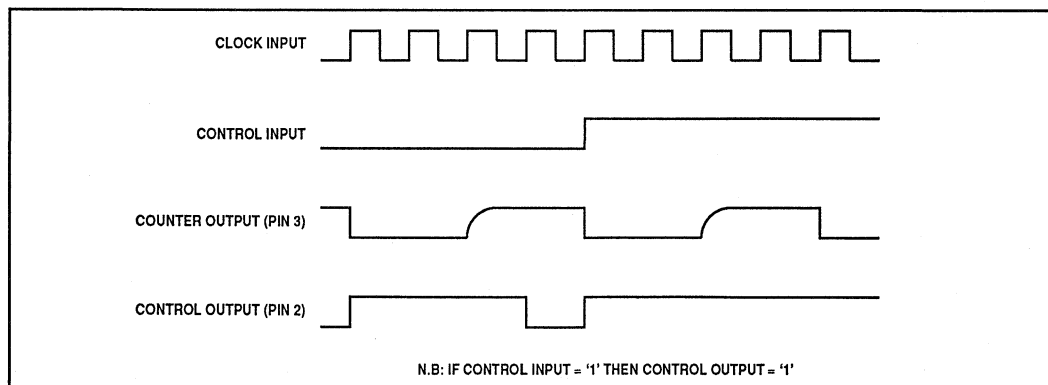 CLOCK INPUT
CONTROL INPUT
COUNTER OUTPUT (PIN 3)
CONTROL OUTPUT (PIN 2)
N.B: IF CONTROL INPUT = ‘1’ THEN CONTROL OUTPUT = ‘1’